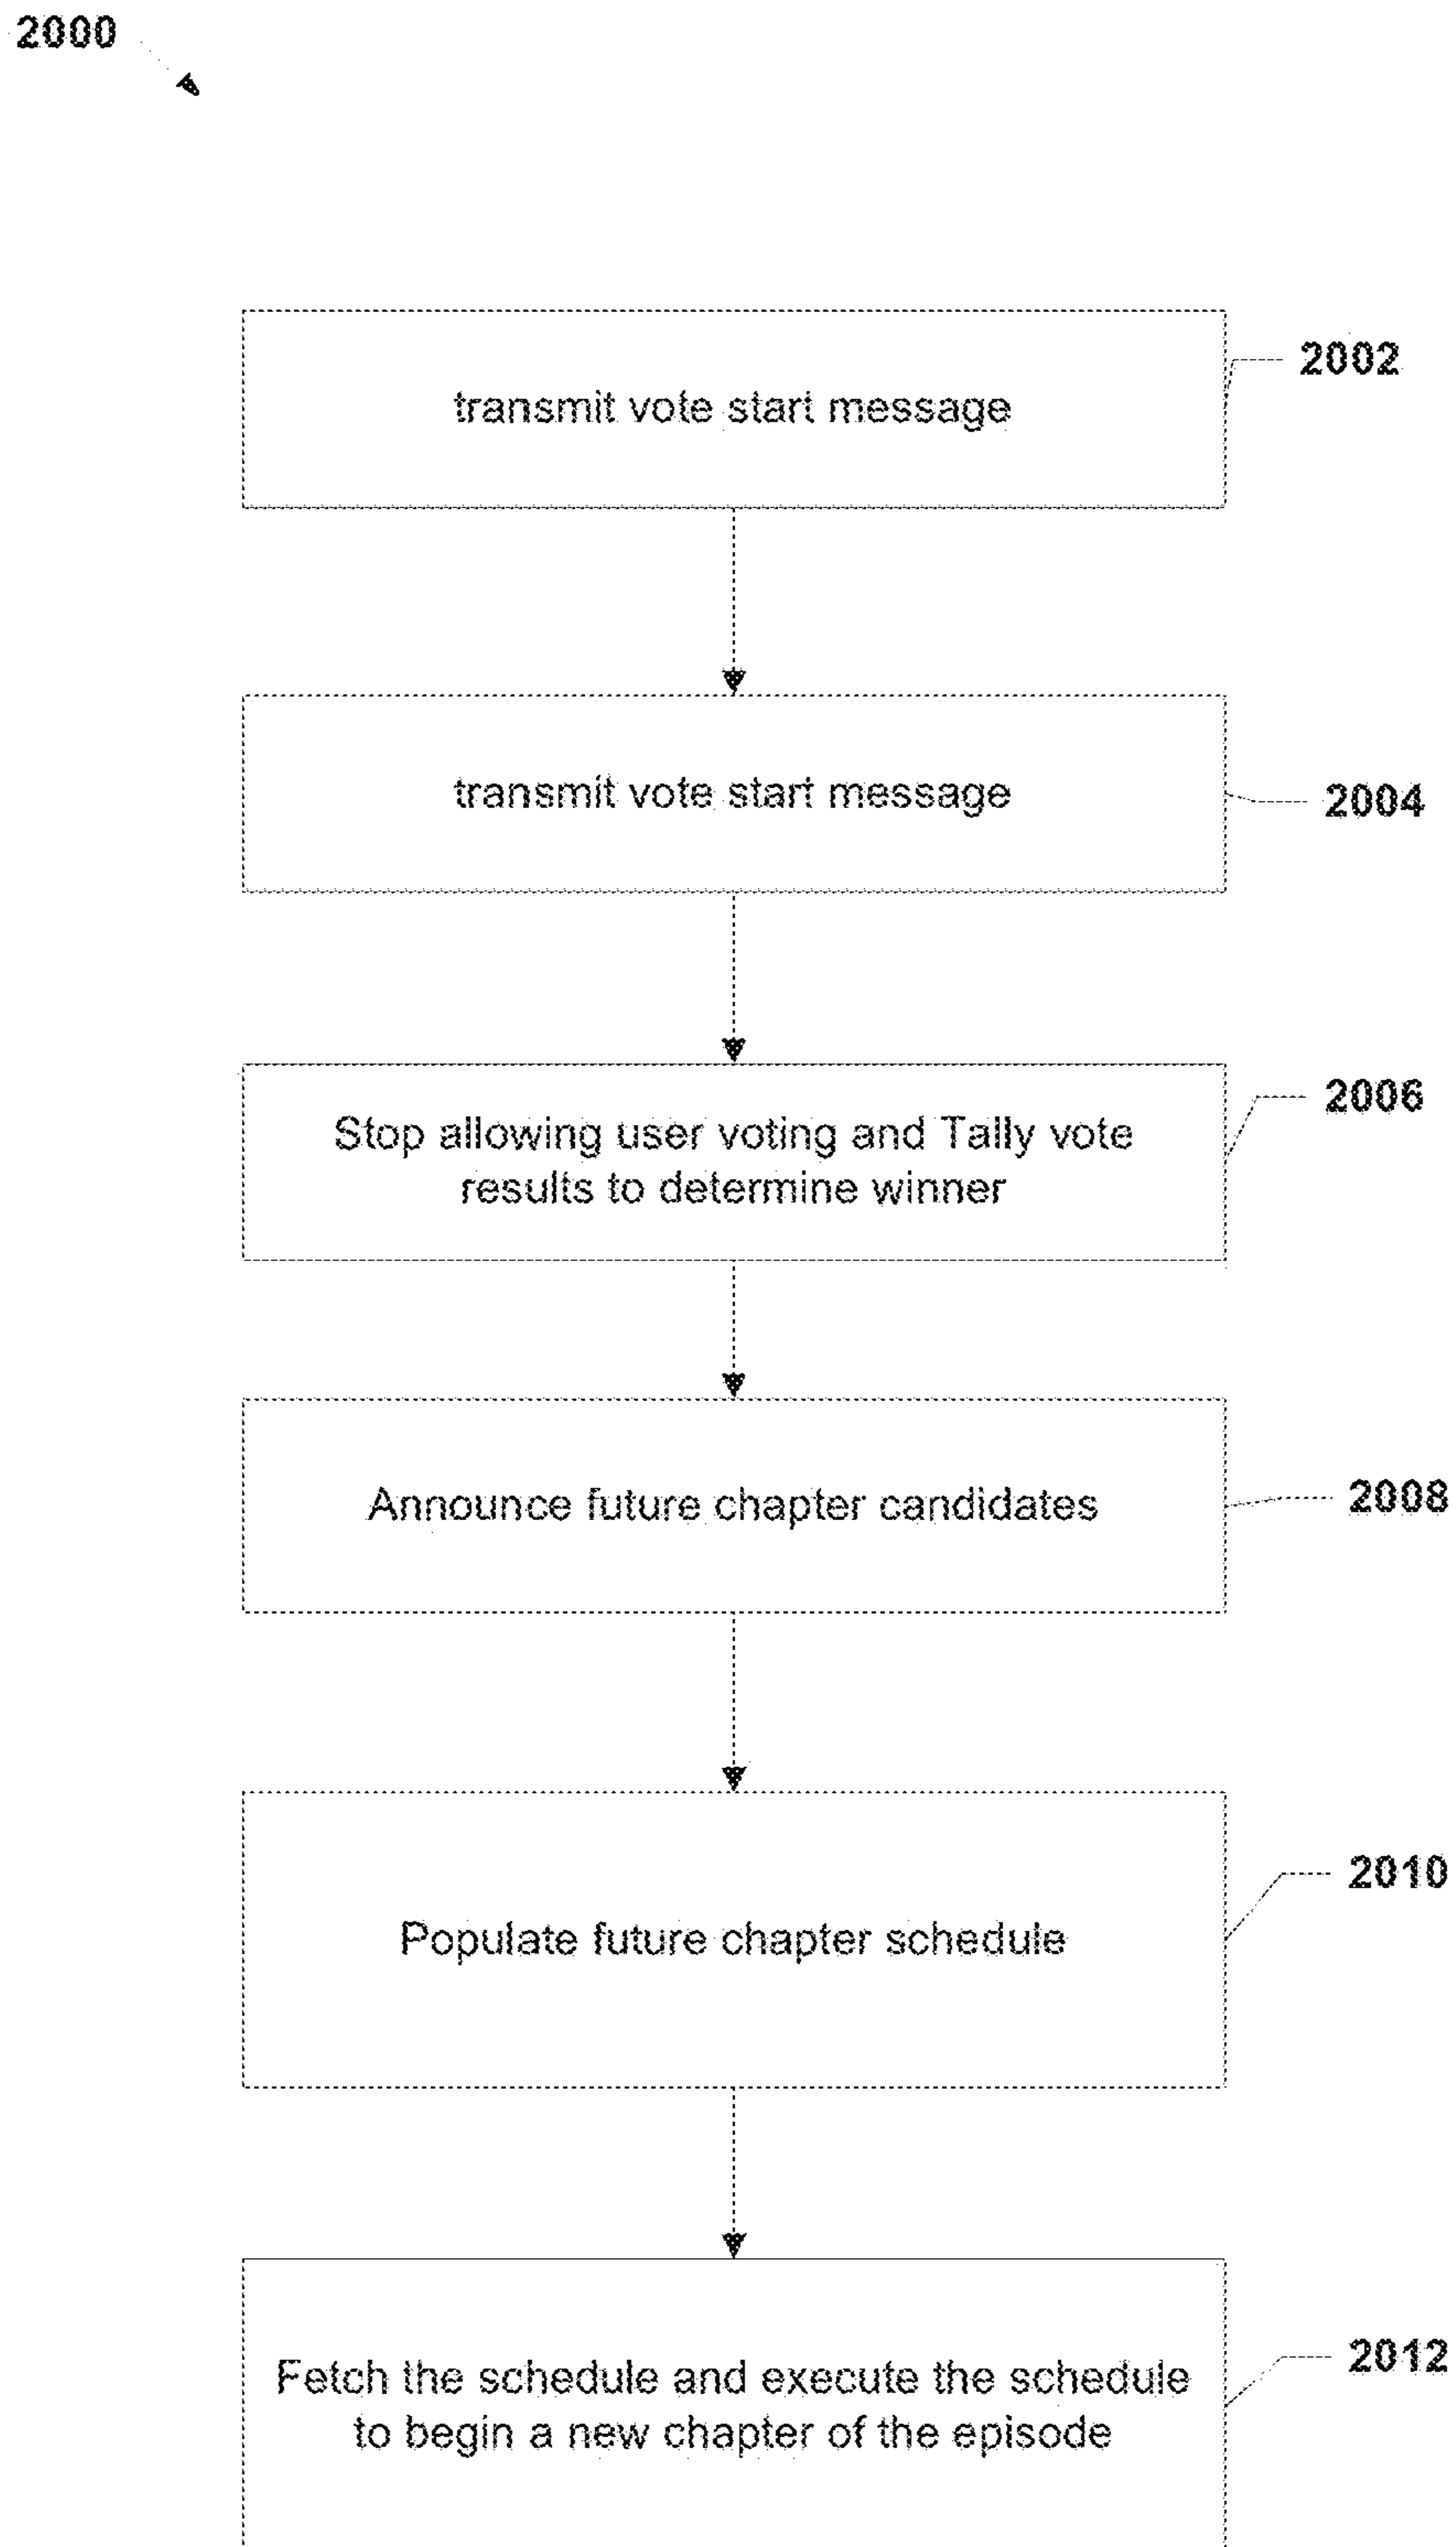 2000
transmit vote start message
2002
transmit vote start message
2004
Stop allowing user voting and Tally vote
results to determine winner
2006
Announce future chapter candidates
2008
Populate future chapter schedule
2010
Fetch the schedule and execute the schedule
to begin a new chapter of the episode
2012